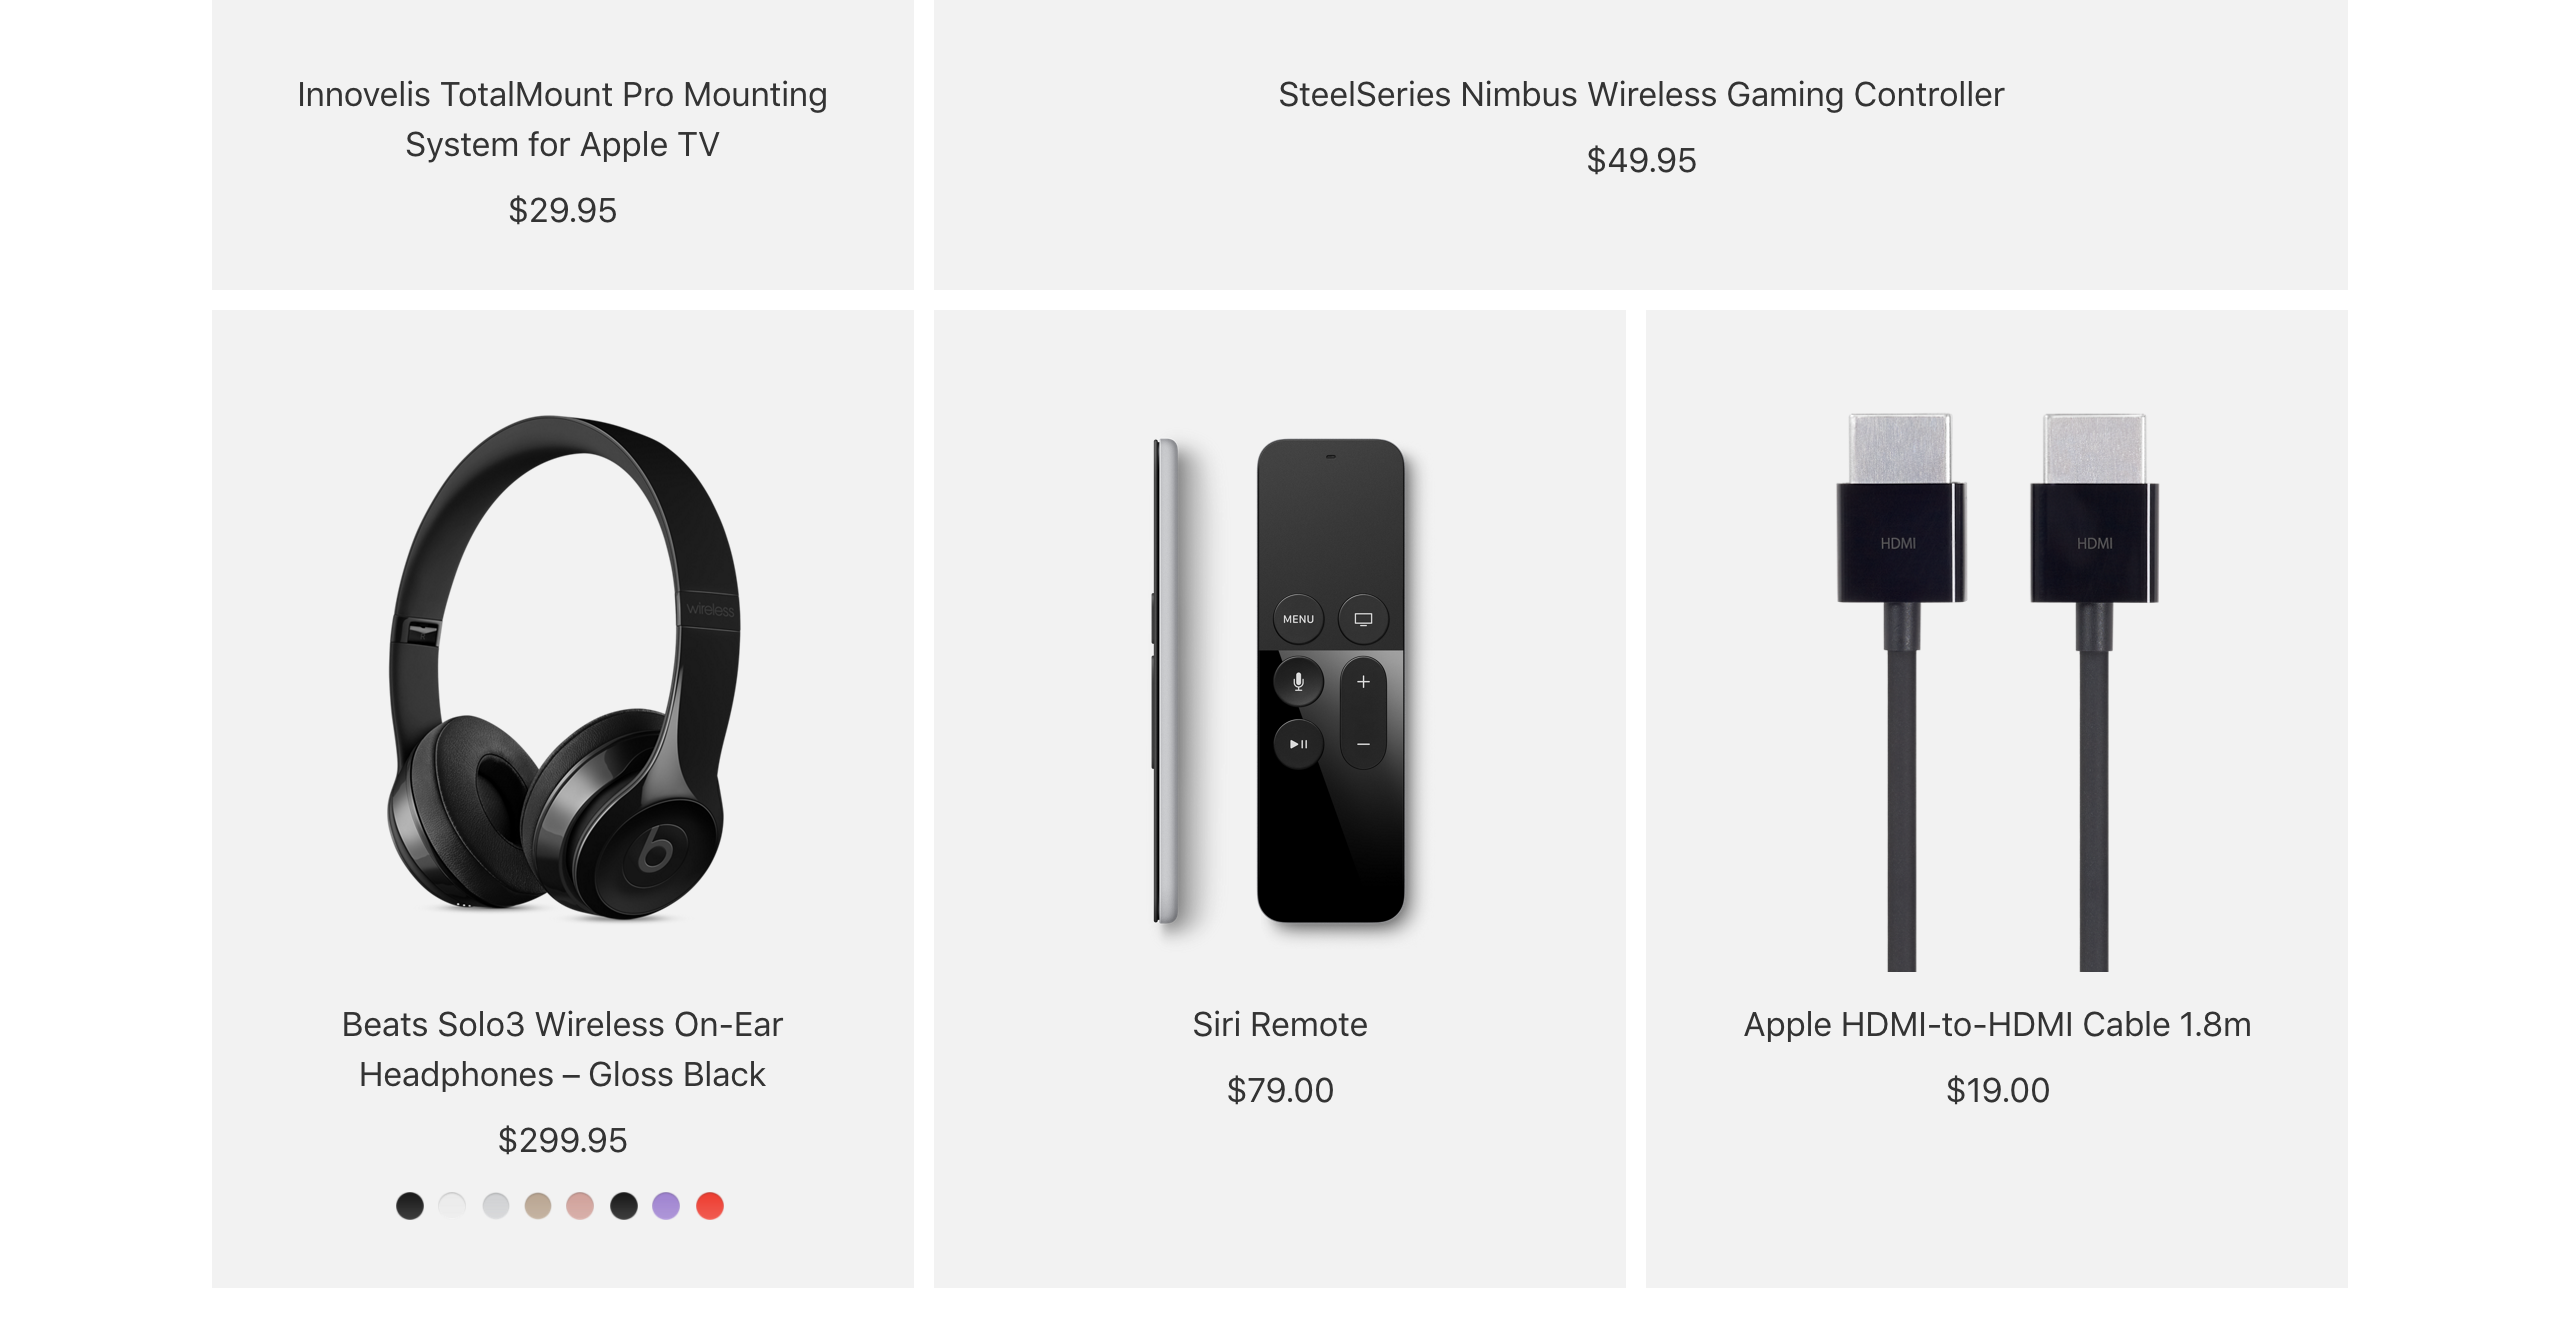 Innovelis TotalMount Pro Mounting
System for Apple TV
$29.95
SteelSeries Nimbus Wireless Gaming Controller
$49.95
wireless
b
MENU
HDMI
HDMI
Beats Solo3 Wireless On-Ear
Headphones – Gloss Black
$299.95
Siri Remote
$79.00
Apple HDMI-to-HDMI Cable 1.8m
$19.00